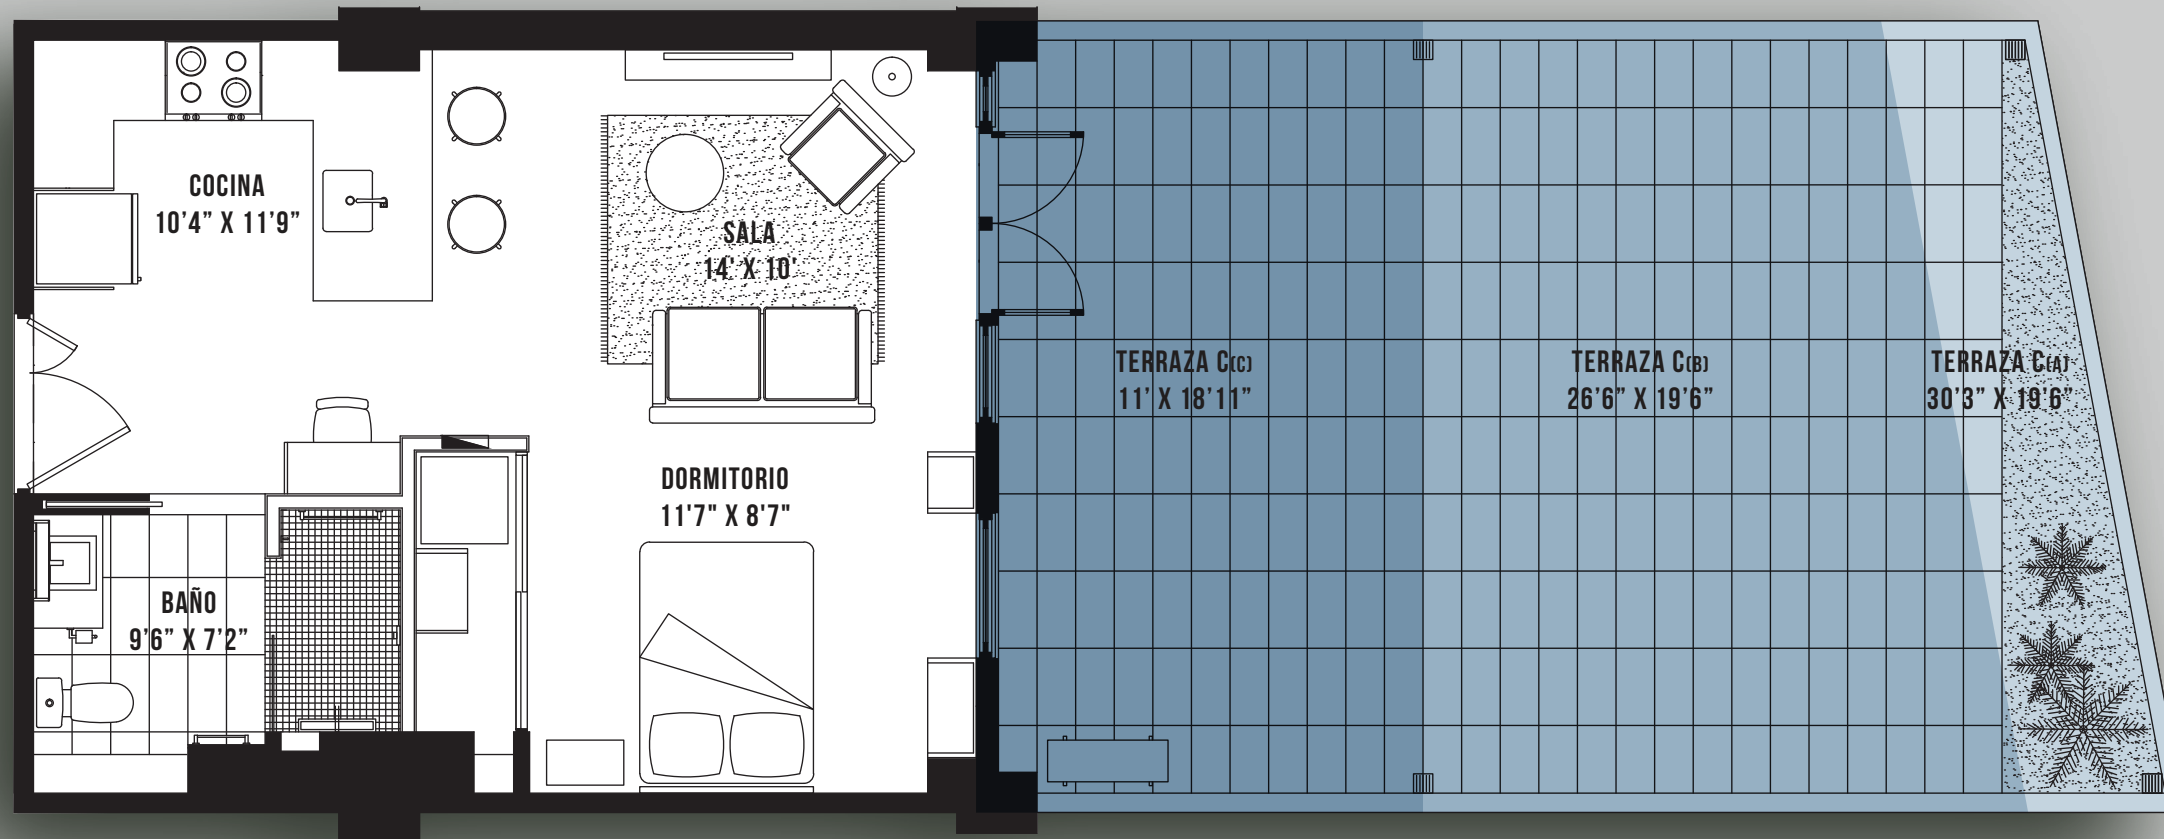 COCINA
10'4” X 11'9”
SALA
14' X 10'
DORMITORIO
11'7" X 8'7"
BAÑO
9'6” X 7'2”
TERRAZA C(C)
11' X 18'11”
TERRAZA C(B)
26'6” X 19'6”
TERRAZA C(A)
30'3” X 19'6”